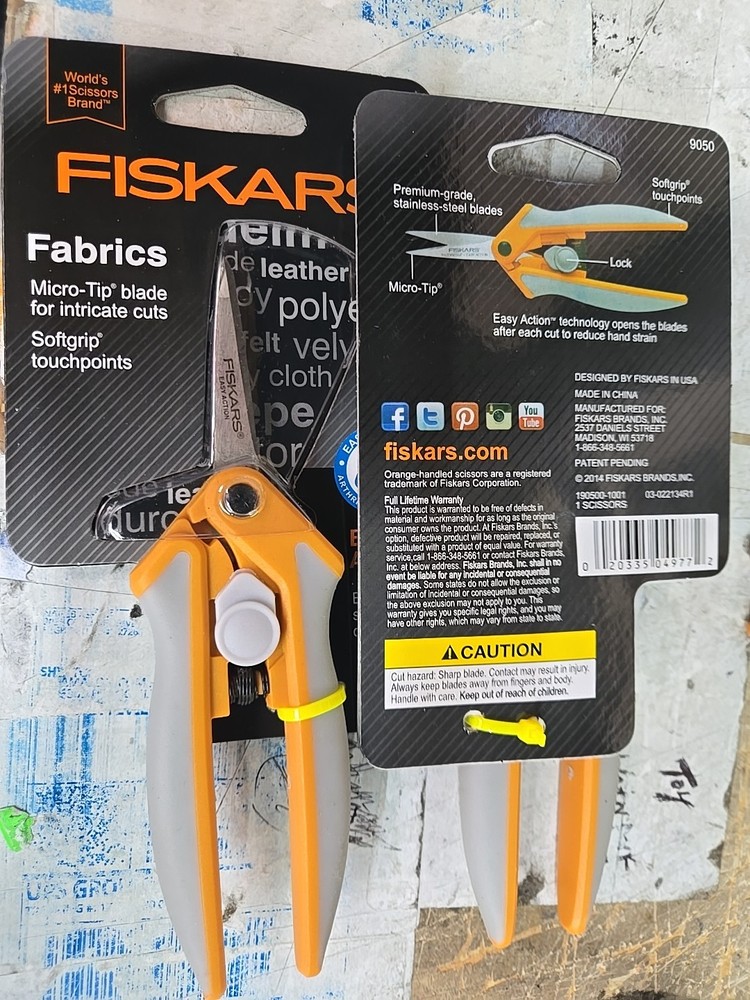 World's
#1Scissors
Brand™
FISKARS
Fabrics
Micro-Tip® blade
for intricate cuts
Softgrip®
touchpoints
leather
polye
felt
cloth
FISKARS®
EASY ACTION™
9050
Premium-grade,
stainless-steel blades
Softgrip®
touchpoints
FISKARS
Lock
Micro-Tip®
Easy Action™ technology opens the blades
after each cut to reduce hand strain
DESIGNED BY FISKARS IN USA
MADE IN CHINA
MANUFACTURED FOR:
FISKARS BRANDS, INC.
2537 DANIELS STREET
MADISON, WI 53718
1-866-348-5661
PATENT PENDING
© 2014 FISKARS BRANDS,INC.
190500-1001 03-022134R1
1 SCISSORS
0 20335 04977 2
You
Tube
fiskars.com
Orange-handled scissors are a registered
trademark of Fiskars Corporation.
Full Lifetime Warranty
This product is warranted to be free of defects in
material and workmanship for as long as the original
consumer owns the product. At Fiskars Brands, Inc.'s
option, defective product will be repaired, replaced, or
substituted with a product of equal value. For warranty
service,call 1-866-348-5661 or contact Fiskars Brands,
Inc. at below address. Fiskars Brands, Inc. shall in no
event be liable for any incidental or consequential
damages. Some states do not allow the exclusion or
limitation of incidental or consequential damages, so
the above exclusion may not apply to you. This
warranty gives you specific legal rights, and you may
have other rights, which may vary from state to state.
CAUTION
Cut hazard: Sharp blade. Contact may result in injury.
Always keep blades away from fingers and body.
Handle with care. Keep out of reach of children.
Toy
UPS GRO